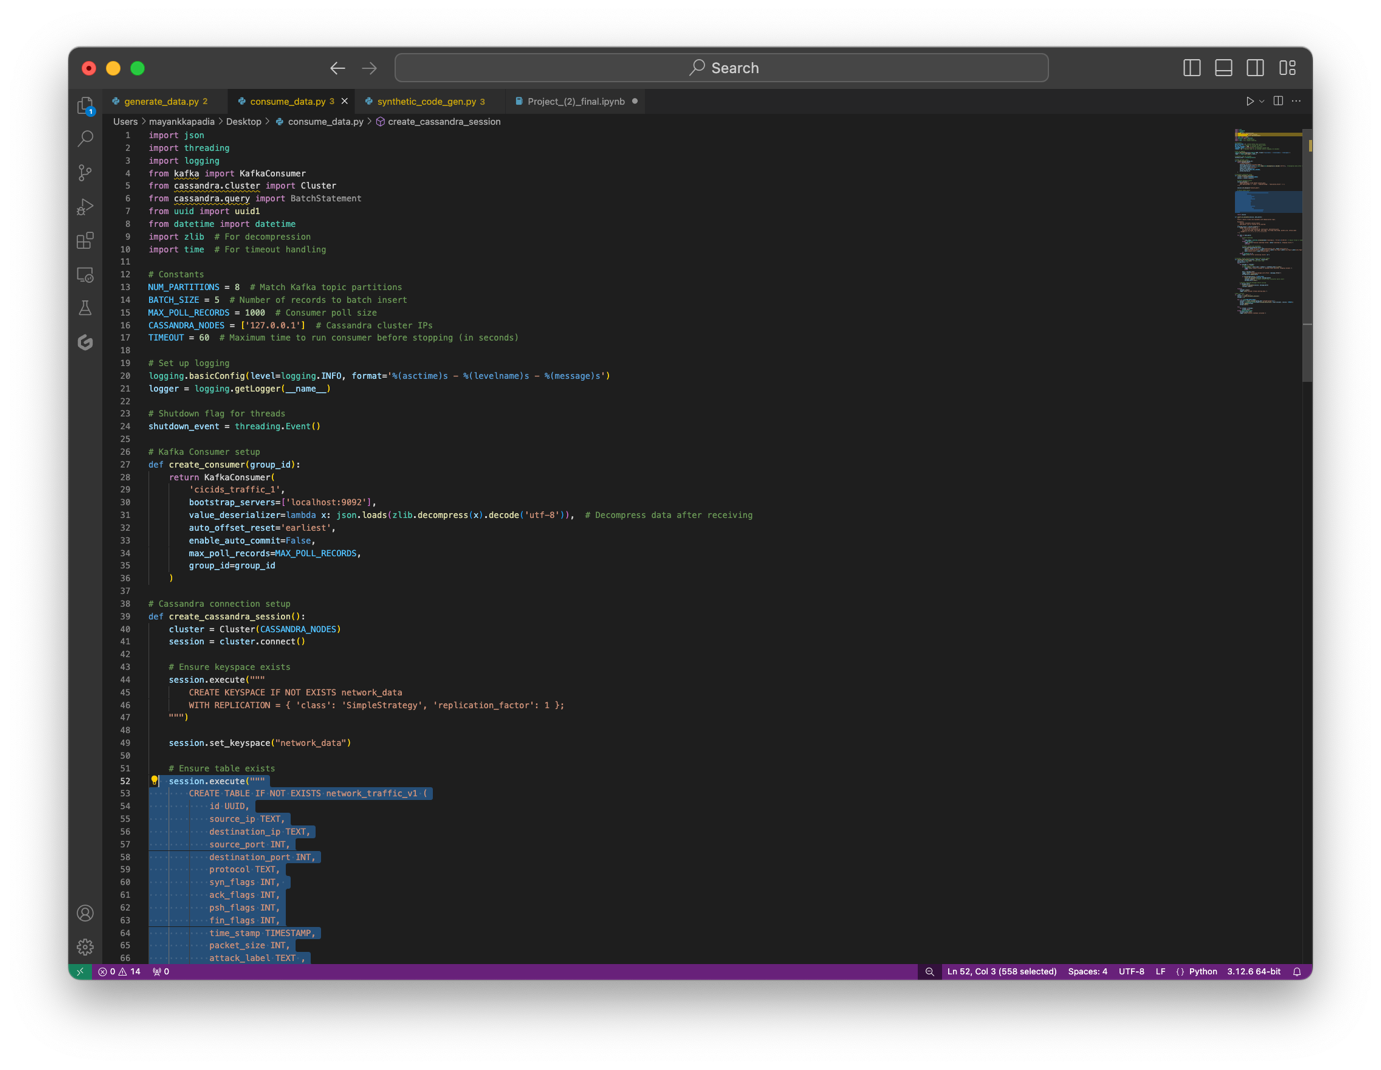 Search
generate_data.py 2
consume_data.py 3
synthetic_code_gen.py 3
Project_(2)_final.ipynb
1
Users > mayankkapadia > Desktop > consume_data.py > create_cassandra_session
1 import json
2 import threading
3 import logging
4 from kafka import KafkaConsumer
5 from cassandra.cluster import Cluster
6 from cassandra.query import BatchStatement
7 from uuid import uuid1
8 from datetime import datetime
9 import zlib  # For decompression
10 import time  # For timeout handling
11
12 # Constants
13 NUM_PARTITIONS = 8  # Match Kafka topic partitions
14 BATCH_SIZE = 5  # Number of records to batch insert
15 MAX_POLL_RECORDS = 1000  # Consumer poll size
16 CASSANDRA_NODES = ['127.0.0.1']  # Cassandra cluster IPs
17 TIMEOUT = 60  # Maximum time to run consumer before stopping (in seconds)
18
19 # Set up logging
20 logging.basicConfig(level=logging.INFO, format='%(asctime)s - %(levelname)s - %(message)s')
21 logger = logging.getLogger(__name__)
22
23 # Shutdown flag for threads
24 shutdown_event = threading.Event()
25
26 # Kafka Consumer setup
27 def create_consumer(group_id):
28     return KafkaConsumer(
29         'cicids_traffic_1',
30         bootstrap_servers=['localhost:9092'],
31         value_deserializer=lambda x: json.loads(zlib.decompress(x).decode('utf-8')),  # Decompress data after receiving
32         auto_offset_reset='earliest',
33         enable_auto_commit=False,
34         max_poll_records=MAX_POLL_RECORDS,
35         group_id=group_id
36     )
37
38 # Cassandra connection setup
39 def create_cassandra_session():
40     cluster = Cluster(CASSANDRA_NODES)
41     session = cluster.connect()
42
43     # Ensure keyspace exists
44     session.execute("""
45         CREATE KEYSPACE IF NOT EXISTS network_data
46         WITH REPLICATION = { 'class': 'SimpleStrategy', 'replication_factor': 1 };
47     """)
48
49     session.set_keyspace("network_data")
50
51     # Ensure table exists
52     session.execute("""
53         CREATE TABLE IF NOT EXISTS network_traffic_v1 (
54             id UUID,
55             source_ip TEXT,
56             destination_ip TEXT,
57             source_port INT,
58             destination_port INT,
59             protocol TEXT,
60             syn_flags INT,
61             ack_flags INT,
62             psh_flags INT,
63             fin_flags INT,
64             time_stamp TIMESTAMP,
65             packet_size INT,
66             attack_label TEXT ,
0 14 0 Ln 52, Col 3 (558 selected) Spaces: 4 UTF-8 LF {} Python 3.12.6 64-bit